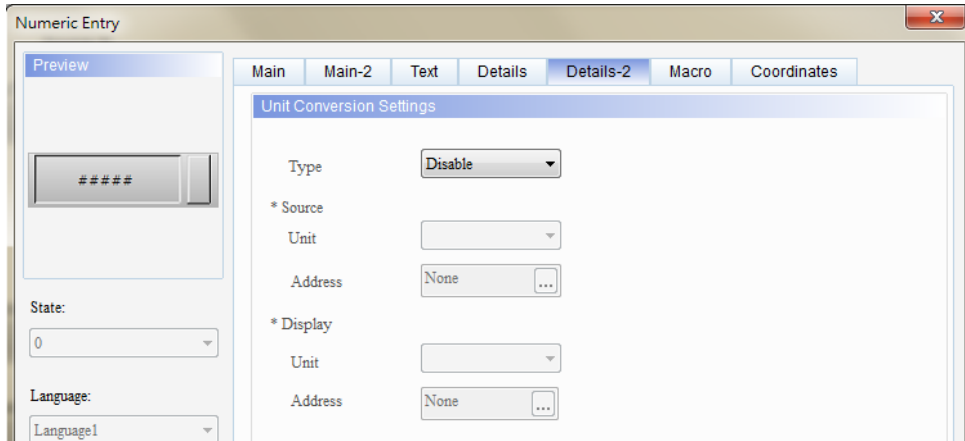 Numeric Entry
x
Preview
#####
State:
0
Language:
Language1
Main Main-2 Text Details Details-2 Macro Coordinates
Unit Conversion Settings
Type Disable
* Source
Unit
Address None ...
* Display
Unit
Address None ...